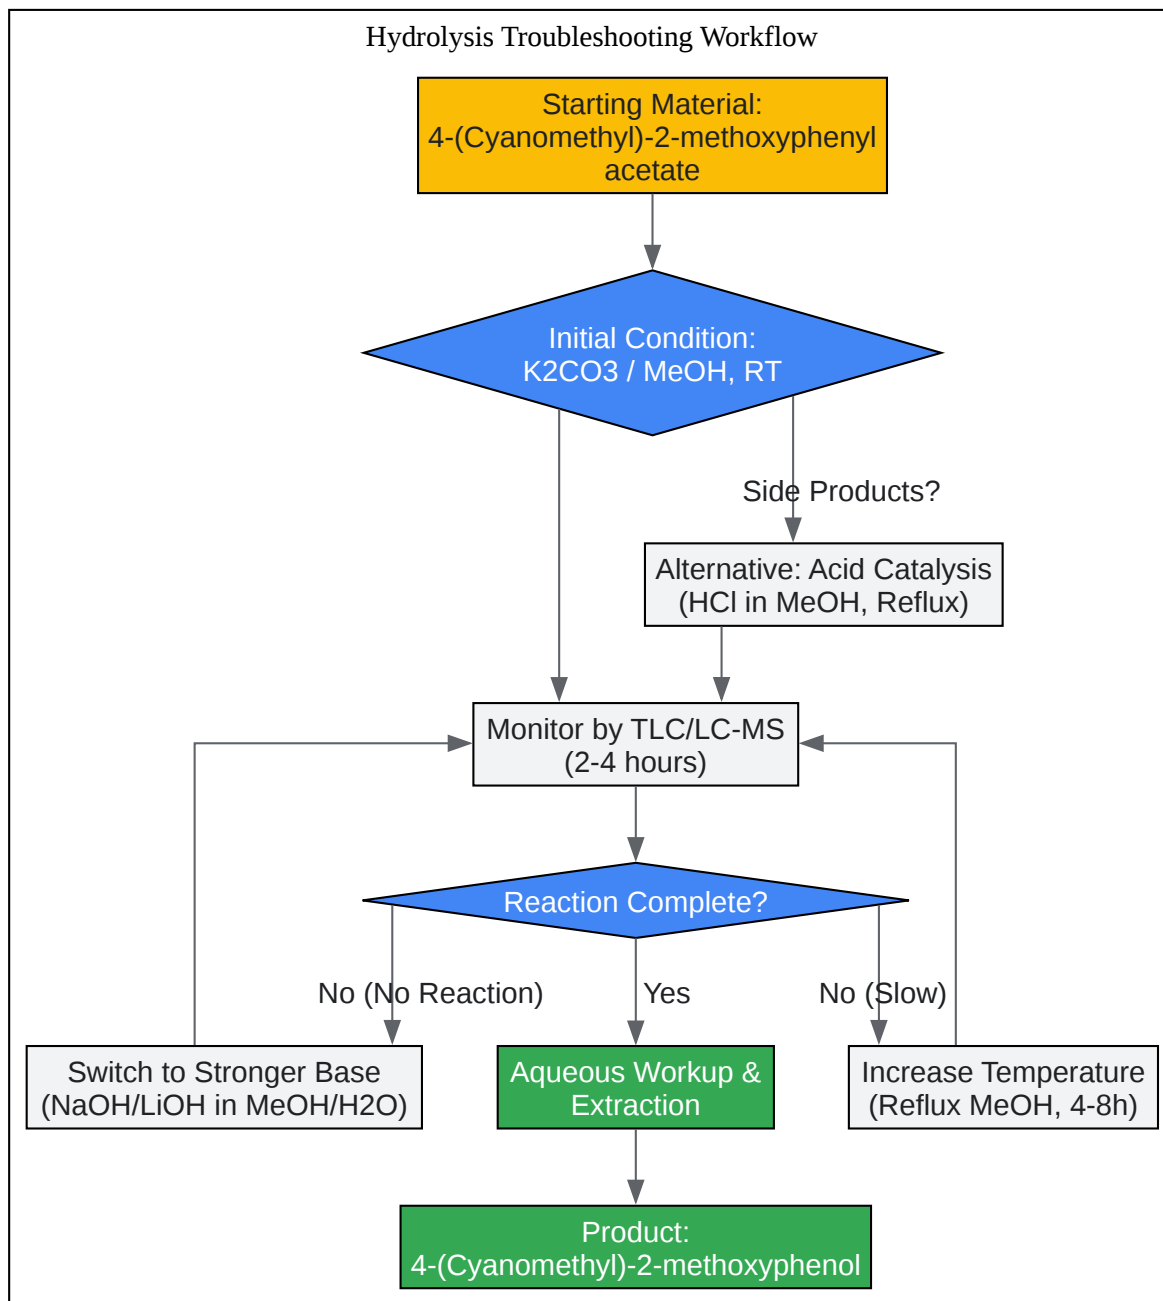 Hydrolysis Troubleshooting Workflow
Starting Material:
4-(Cyanomethyl)-2-methoxyphenyl
acetate
Initial Condition:
K2CO3 / MeOH, RT
Side Products?
Alternative: Acid Catalysis
(HCl in MeOH, Reflux)
Monitor by TLC/LC-MS
(2-4 hours)
Reaction Complete?
No (No Reaction)
Yes
No (Slow)
Switch to Stronger Base
(NaOH/LiOH in MeOH/H2O)
Aqueous Workup &
Extraction
Increase Temperature
(Reflux MeOH, 4-8h)
Product:
4-(Cyanomethyl)-2-methoxyphenol